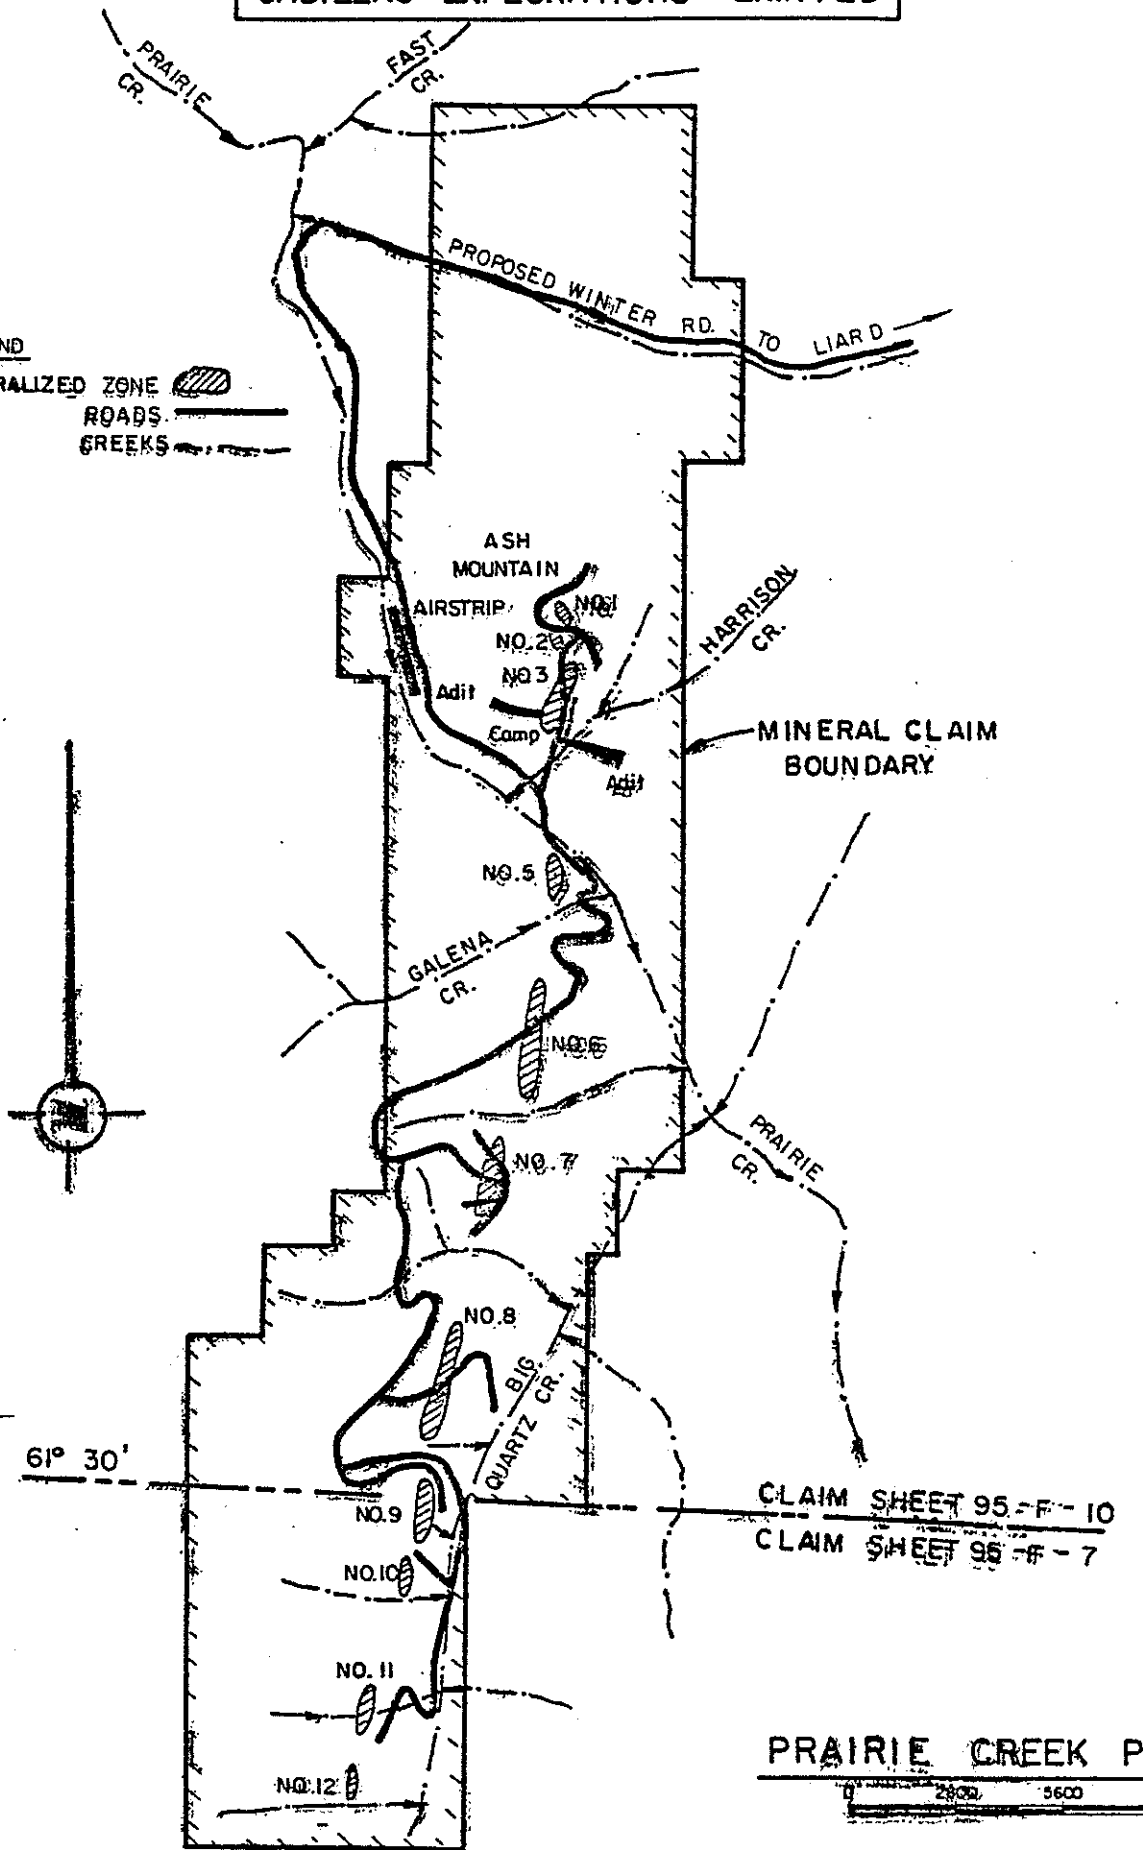 CADILLAC EXPLORATIONS LIMITED
PRAIRIE
CR.
FAST
CR.
PROPOSED WINTER RD. TO LIARD
ZONE
ROADS
CREEKS
ASH
MOUNTAIN
AIRSTRIP
NO.1
NO.2
NO.3
HARRISON
CR.
Adit
Camp
Adit
MINERAL CLAIM
BOUNDARY
NO.5
GALENA
CR.
NO.6
N
NO.7
PRAIRIE
CR.
NO.8
BIG
QUARTZ CR.
61° 30'
CLAIM SHEET 95-F-10
CLAIM SHEET 95-F-7
NO.9
NO.10
NO.11
NO.12
PRAIRIE CREEK P
0 2800 5600